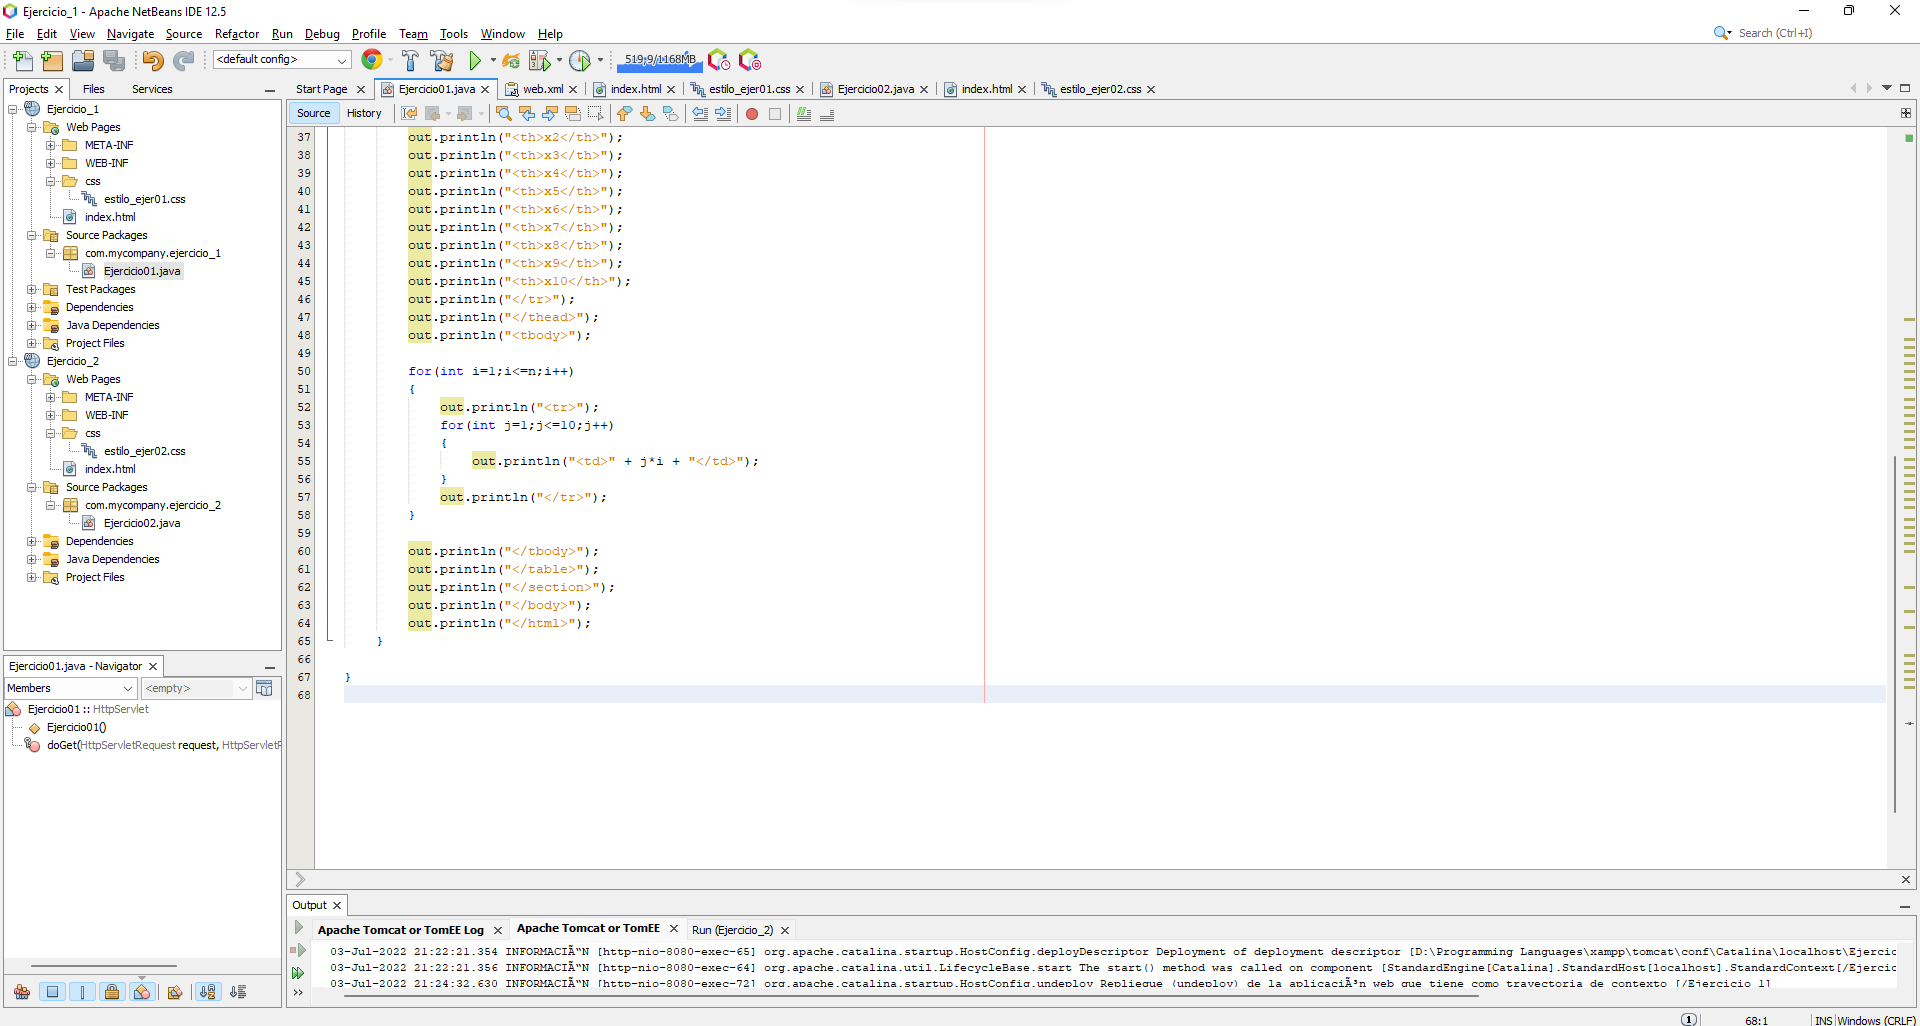 Ejercicio_1 - Apache NetBeans IDE 12.5
File Edit View Navigate Source Refactor Run Debug Profile Team Tools Window Help
Search (Ctrl+I)
<default config>
519,9/1168MB
Projects Files Services
Ejercicio_1
Web Pages
META-INF
WEB-INF
css
estilo_ejer01.css
index.html
Source Packages
com.mycompany.ejercicio_1
Ejercicio01.java
Test Packages
Dependencies
Java Dependencies
Project Files
Ejercicio_2
Web Pages
META-INF
WEB-INF
css
estilo_ejer02.css
index.html
Source Packages
com.mycompany.ejercicio_2
Ejercicio02.java
Dependencies
Java Dependencies
Project Files
Ejercicio01.java - Navigator
Members <empty>
Ejercicio01 :: HttpServlet
Ejercicio01()
doGet(HttpServletRequest request, HttpServletR
Start Page Ejercicio01.java web.xml index.html estilo_ejer01.css Ejercicio02.java index.html estilo_ejer02.css
Source History
37 out.println("<th>x2</th>");
38 out.println("<th>x3</th>");
39 out.println("<th>x4</th>");
40 out.println("<th>x5</th>");
41 out.println("<th>x6</th>");
42 out.println("<th>x7</th>");
43 out.println("<th>x8</th>");
44 out.println("<th>x9</th>");
45 out.println("<th>x10</th>");
46 out.println("</tr>");
47 out.println("</thead>");
48 out.println("<tbody>");
49
50 for(int i=1;i<=n;i++)
51 {
52 out.println("<tr>");
53 for(int j=1;j<=10;j++)
54 {
55 out.println("<td>" + j*i + "</td>");
56 }
57 out.println("</tr>");
58 }
59
60 out.println("</tbody>");
61 out.println("</table>");
62 out.println("</section>");
63 out.println("</body>");
64 out.println("</html>");
65 }
66
67 }
68
Output
Apache Tomcat or TomEE Log Apache Tomcat or TomEE Run (Ejercicio_2)
03-Jul-2022 21:22:21.354 INFORMACIÃ“N [http-nio-8080-exec-65] org.apache.catalina.startup.HostConfig.deployDescriptor Deployment of deployment descriptor [D:\Programming Languages\xampp\tomcat\conf\Catalina\localhost\Ejercic
03-Jul-2022 21:22:21.356 INFORMACIÃ“N [http-nio-8080-exec-64] org.apache.catalina.util.LifecycleBase.start The start() method was called on component [StandardEngine[Catalina].StandardHost[localhost].StandardContext[/Ejercic
03-Jul-2022 21:24:32.630 INFORMACIÃ“N [http-nio-8080-exec-72] org.apache.catalina.startup.HostConfig.undeploy Repliegue (undeploy) de la aplicaciÃ³n web que tiene como trayectoria de contexto [/Ejercicio_1]
1 68:1 INS Windows (CRLF)